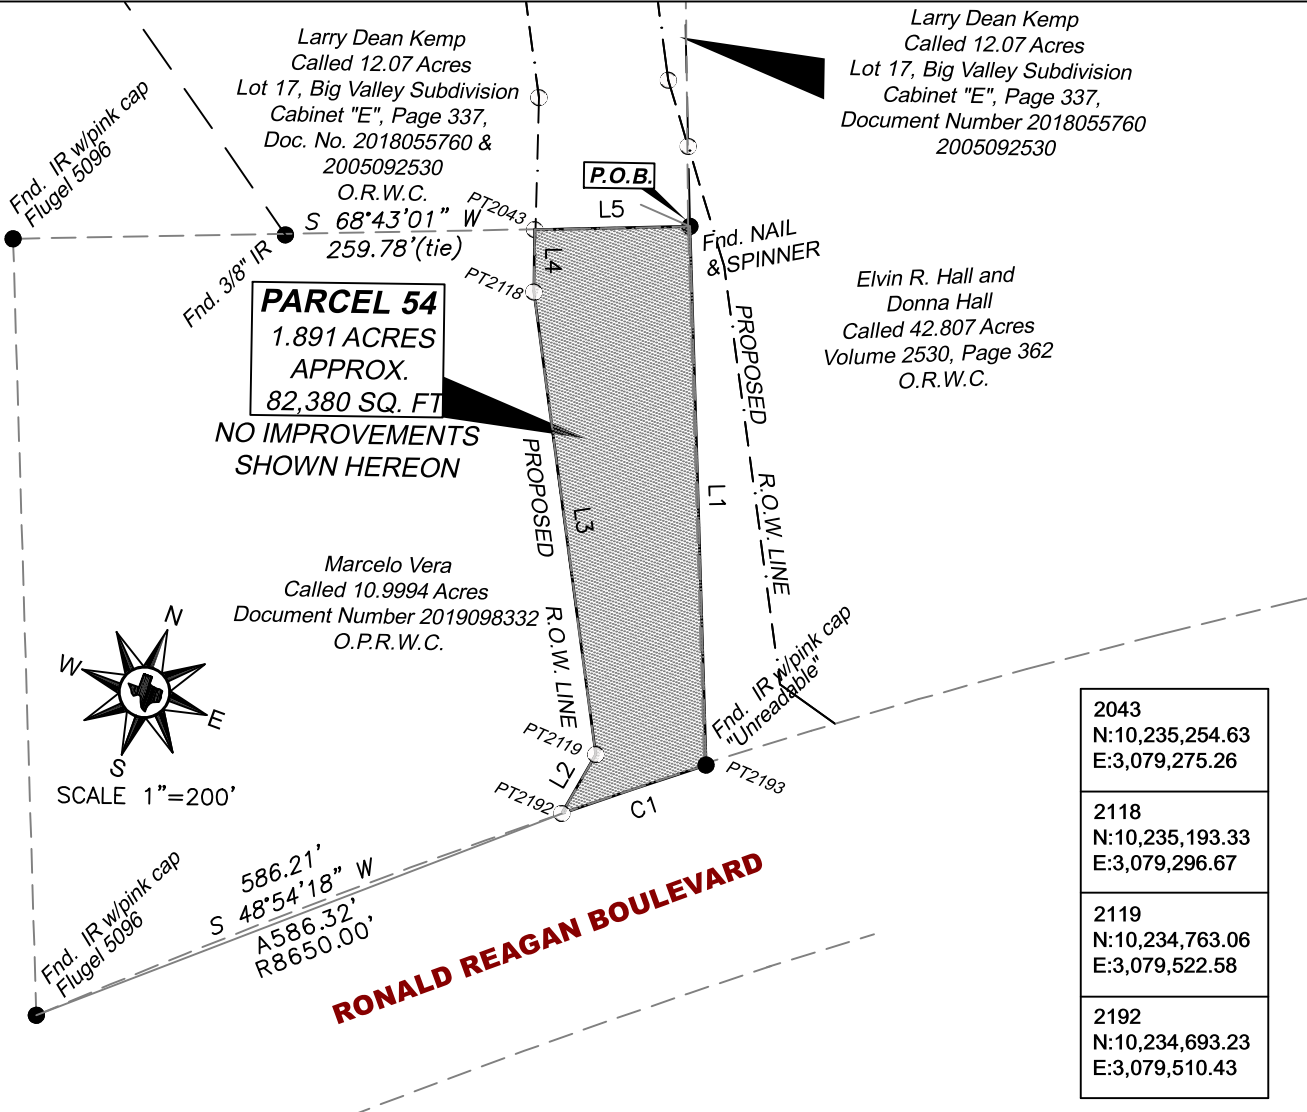 Larry Dean Kemp
Called 12.07 Acres
Lot 17, Big Valley Subdivision
Cabinet "E", Page 337,
Doc. No. 2018055760 &
2005092530
O.R.W.C.
Larry Dean Kemp
Called 12.07 Acres
Lot 17, Big Valley Subdivision
Cabinet "E", Page 337,
Document Number 2018055760
2005092530
Fnd. IR w/pink cap
Flugel 5096
P.O.B.
PT2043
L5
S 68°43'01" W
259.78'(tie)
Fnd. 3/8" IR
L4
PT2118
Fnd. NAIL
& SPINNER
PARCEL 54
1.891 ACRES
APPROX.
82,380 SQ. FT
NO IMPROVEMENTS
SHOWN HEREON
Elvin R. Hall and
Donna Hall
Called 42.807 Acres
Volume 2530, Page 362
O.R.W.C.
PROPOSED
R.O.W. LINE
PROPOSED
R.O.W. LINE
L3
L1
Marcelo Vera
Called 10.9994 Acres
Document Number 2019098332
O.P.R.W.C.
N
W
E
S
SCALE 1"=200'
Fnd. IR w/pink cap
"Unreadable"
PT2119
L2
PT2192
C1
PT2193
586.21'
S 48°54'18" W
A586.32'
R8650.00'
Fnd. IR w/pink cap
Flugel 5096
RONALD REAGAN BOULEVARD
2043
N:10,235,254.63
E:3,079,275.26
2118
N:10,235,193.33
E:3,079,296.67
2119
N:10,234,763.06
E:3,079,522.58
2192
N:10,234,693.23
E:3,079,510.43